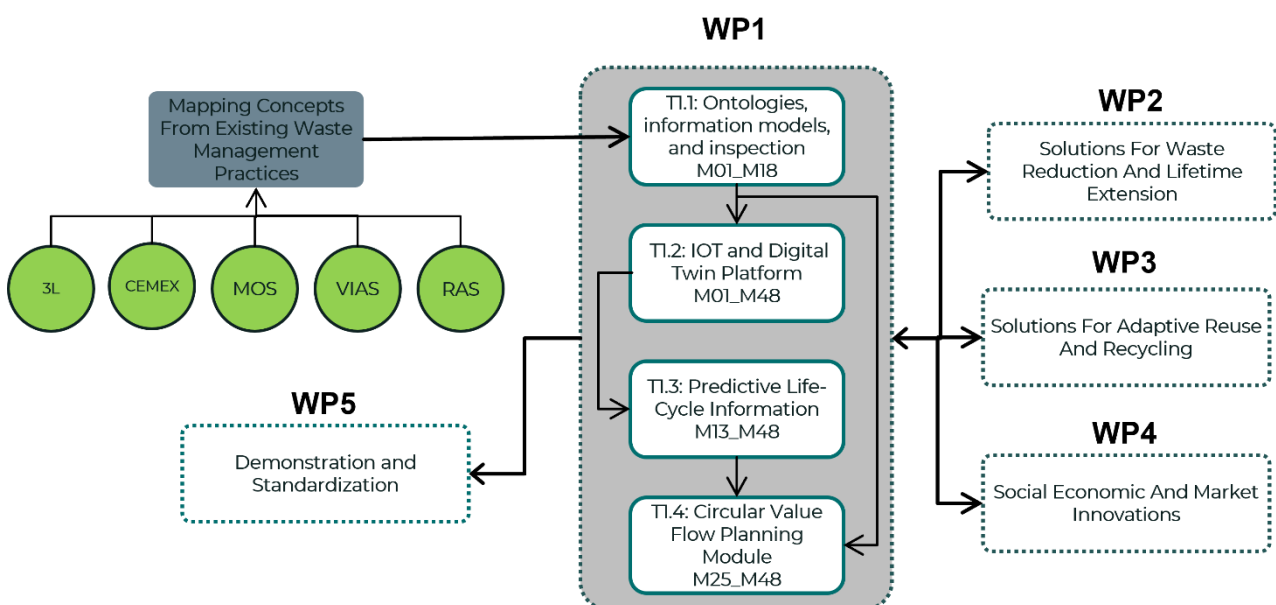 WP1
Mapping Concepts
From Existing Waste
Management
Practices
3L
CEMEX
MOS
VIAS
RAS
T1.1: Ontologies,
information models,
and inspection
M01_M18
T1.2: IOT and Digital
Twin Platform
M01_M48
T1.3: Predictive Life-
Cycle Information
M13_M48
T1.4: Circular Value
Flow Planning
Module
M25_M48
WP2
Solutions For Waste
Reduction And Lifetime
Extension
WP3
Solutions For Adaptive Reuse
And Recycling
WP4
Social Economic And Market
Innovations
WP5
Demonstration and
Standardization